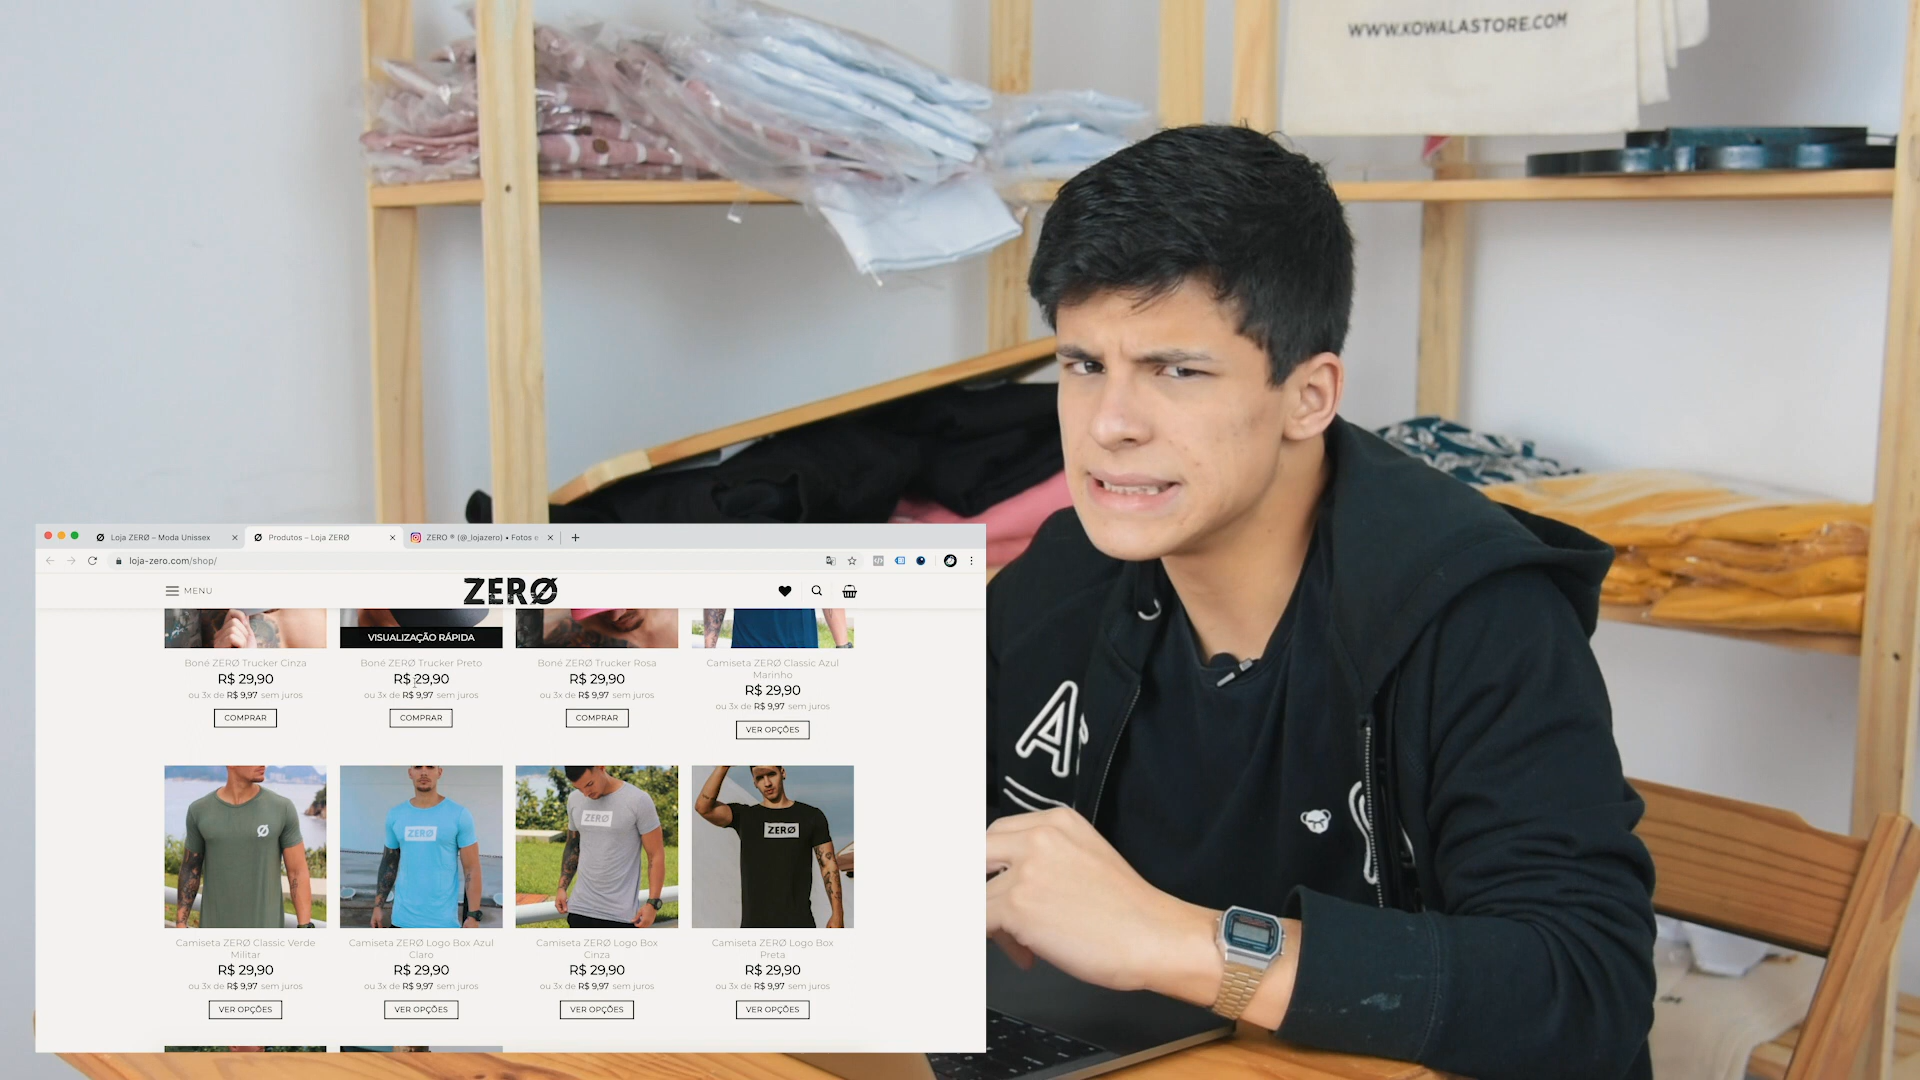 WWW.KOWALASTORE.COM
Loja ZERØ – Moda Unissex
Produtos – Loja ZERØ
ZERO ® (@_lojazero) • Fotos e
loja-zero.com/shop/
MENU
ZERØ
VISUALIZAÇÃO RÁPIDA
Boné ZERØ Trucker Cinza
R$ 29,90
ou 3x de R$ 9,97 sem juros
COMPRAR
Boné ZERØ Trucker Preto
R$ 29,90
ou 3x de R$ 9,97 sem juros
COMPRAR
Boné ZERØ Trucker Rosa
R$ 29,90
ou 3x de R$ 9,97 sem juros
COMPRAR
Camiseta ZERØ Classic Azul
Marinho
R$ 29,90
ou 3x de R$ 9,97 sem juros
VER OPÇÕES
Ø
ZERØ
ZERØ
ZERØ
Camiseta ZERØ Classic Verde
Militar
R$ 29,90
ou 3x de R$ 9,97 sem juros
VER OPÇÕES
Camiseta ZERØ Logo Box Azul
Claro
R$ 29,90
ou 3x de R$ 9,97 sem juros
VER OPÇÕES
Camiseta ZERØ Logo Box
Cinza
R$ 29,90
ou 3x de R$ 9,97 sem juros
VER OPÇÕES
Camiseta ZERØ Logo Box
Preta
R$ 29,90
ou 3x de R$ 9,97 sem juros
VER OPÇÕES